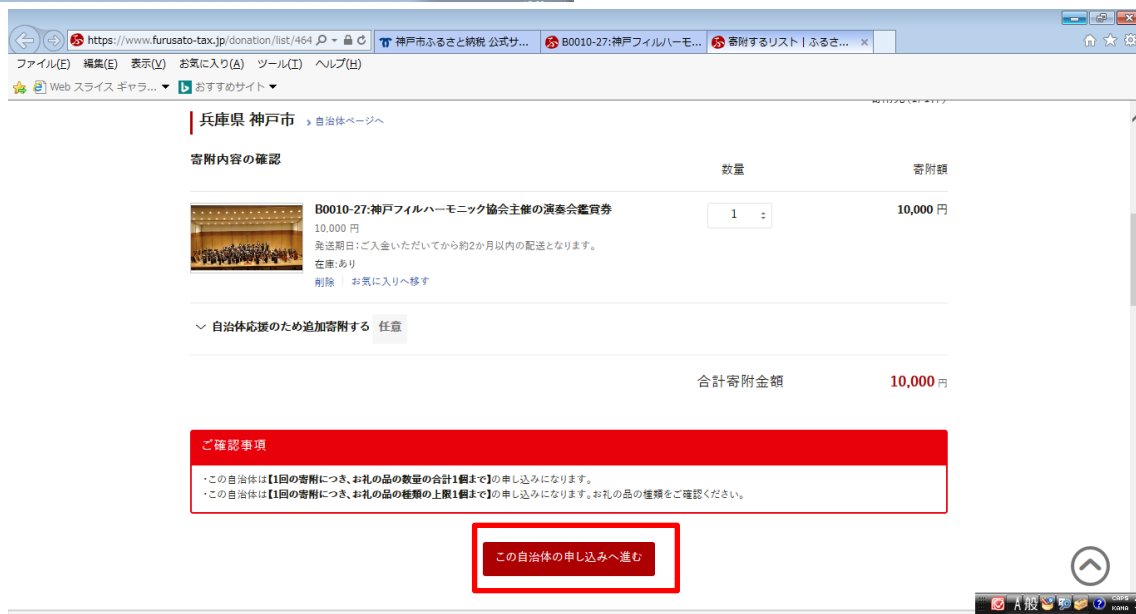 https://www.furusato-tax.jp/donation/list/464
神戸市ふるさと納税 公式サ...
B0010-27:神戸フィルハーモ...
寄附するリスト | ふるさ...
ファイル(F) 編集(E) 表示(V) お気に入り(A) ツール(T) ヘルプ(H)
Web スライス ギャラ... おすすめサイト
兵庫県 神戸市 自治体ページへ
寄附内容の確認
数量 寄附額
B0010-27:神戸フィルハーモニック協会主催の演奏会鑑賞券
1 10,000 円
10,000 円
発送期日:ご入金いただいてから約2か月以内の配送となります。
在庫:あり
削除 お気に入りへ移す
自治体応援のため追加寄附する 任意
合計寄附金額 10,000 円
ご確認事項
・この自治体は【1回の寄附につき、お礼の品の数量の合計1個まで】の申し込みになります。
・この自治体は【1回の寄附につき、お礼の品の種類の上限1個まで】の申し込みになります。お礼の品の種類をご確認ください。
この自治体の申し込みへ進む
A 般 CAPS
KANA